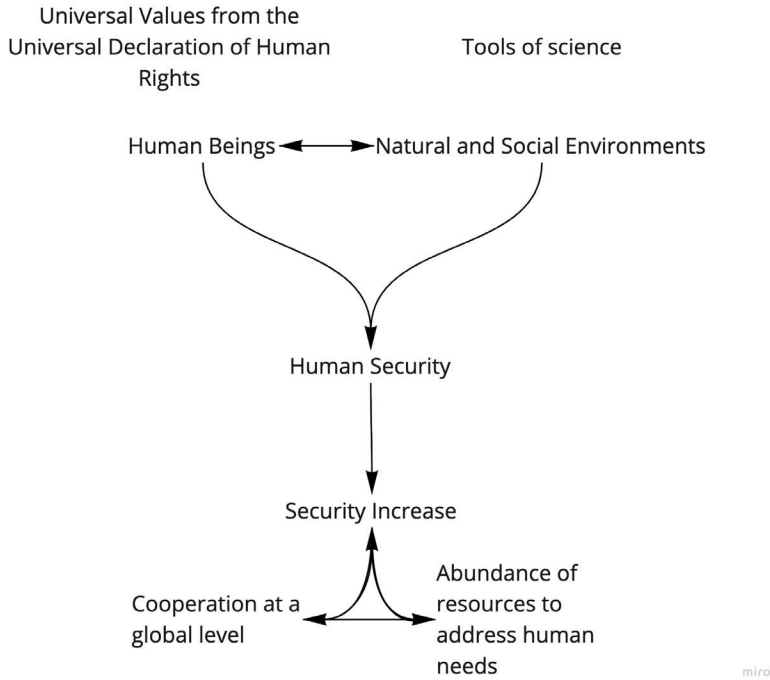 Universal Values from the
Universal Declaration of Human
Rights
Tools of science
Human Beings
Natural and Social Environments
Human Security
Security Increase
Cooperation at a
global level
Abundance of
resources to
address human
needs
miro